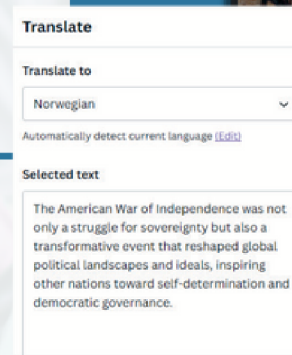 Translate
Translate to
Norwegian
Automatically detect current language (Edit)
Selected text
The American War of Independence was not
only a struggle for sovereignty but also a
transformative event that reshaped global
political landscapes and ideals, inspiring
other nations toward self-determination and
democratic governance.